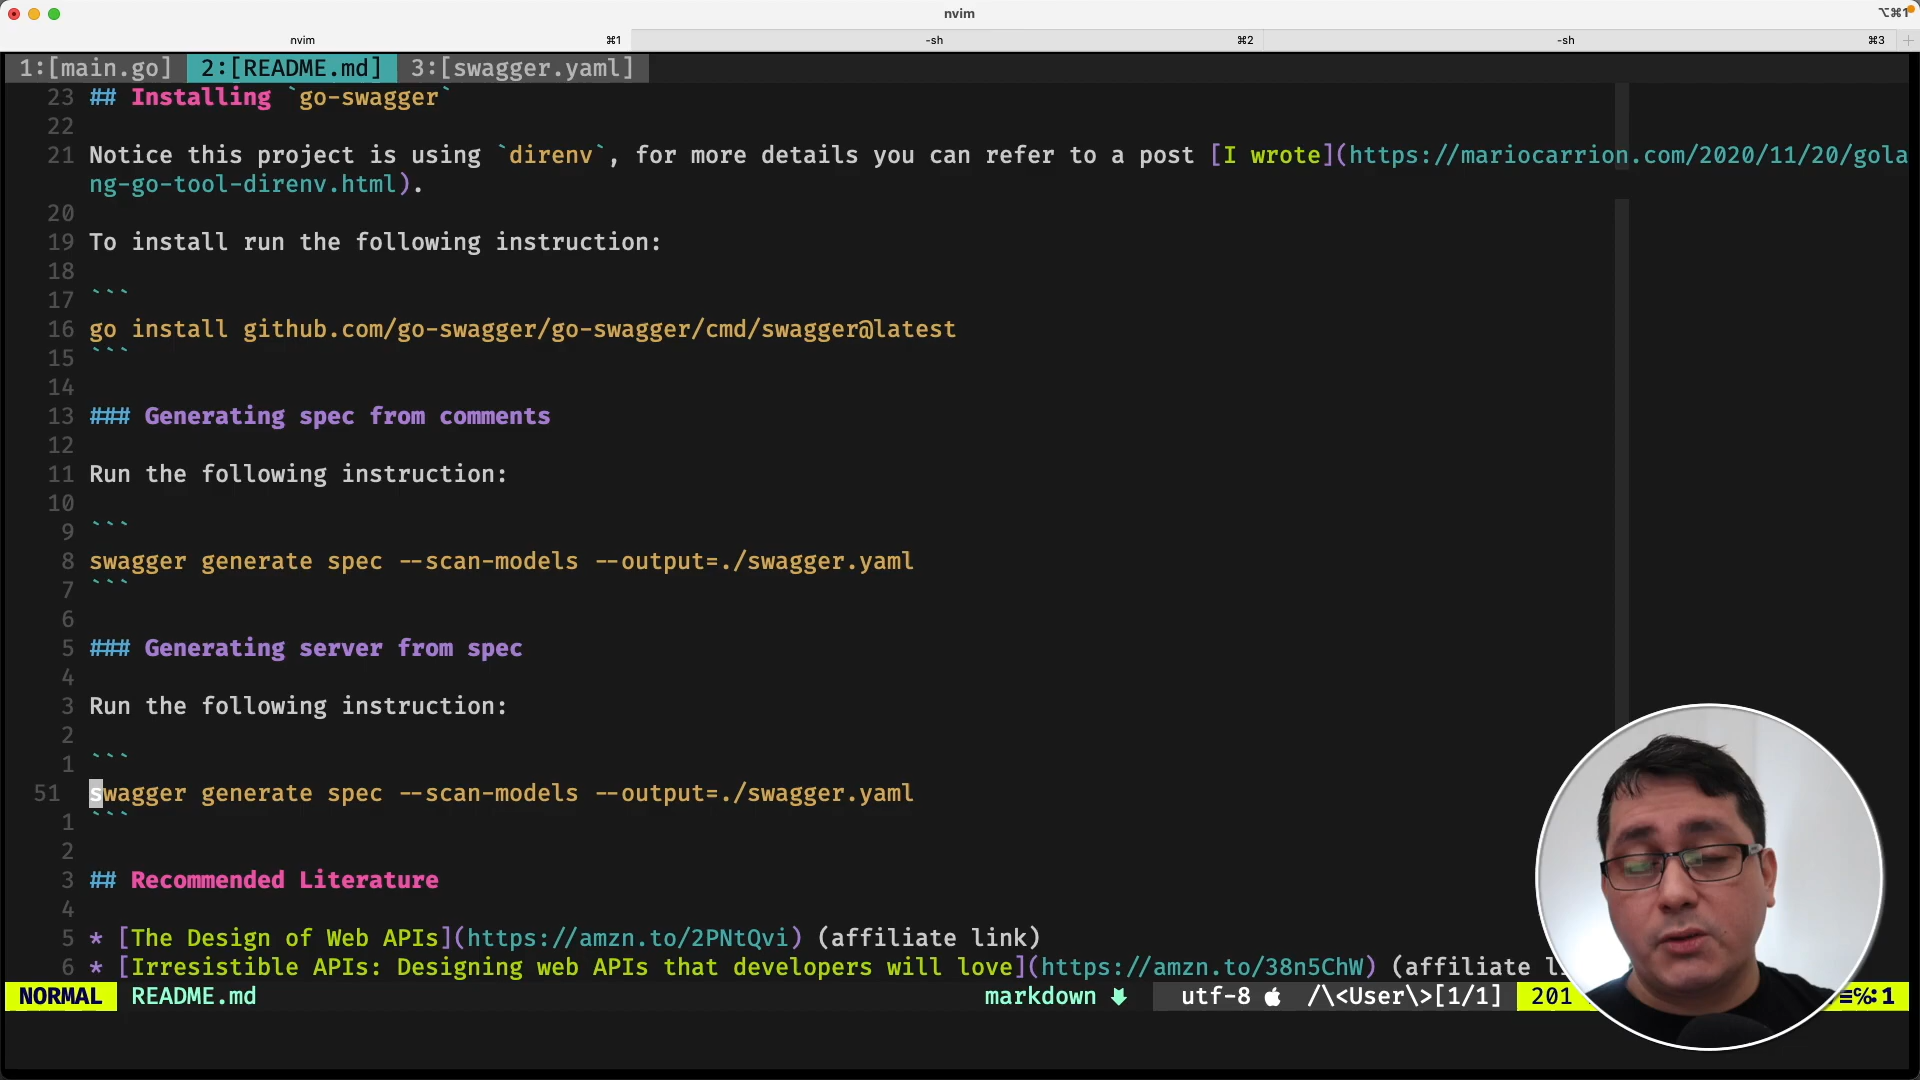 nvim
⌥⌘1
nvim ⌘1 -sh ⌘2 -sh ⌘3 +
1:[main.go] 2:[README.md] 3:[swagger.yaml]
23 ## Installing `go-swagger`
22
21 Notice this project is using `direnv`, for more details you can refer to a post [I wrote](https://mariocarrion.com/2020/11/20/gola
ng-go-tool-direnv.html).
20
19 To install run the following instruction:
18
17 ```
16 go install github.com/go-swagger/go-swagger/cmd/swagger@latest
15 ```
14
13 ### Generating spec from comments
12
11 Run the following instruction:
10
9 ```
8 swagger generate spec --scan-models --output=./swagger.yaml
7 ```
6
5 ### Generating server from spec
4
3 Run the following instruction:
2
1 ```
51 swagger generate spec --scan-models --output=./swagger.yaml
1 ```
2
3 ## Recommended Literature
4
5 * [The Design of Web APIs](https://amzn.to/2PNtQvi) (affiliate link)
6 * [Irresistible APIs: Designing web APIs that developers will love](https://amzn.to/38n5ChW) (affiliate
NORMAL README.md markdown utf-8 /\<User\>[1/1] 201 ≡%:1